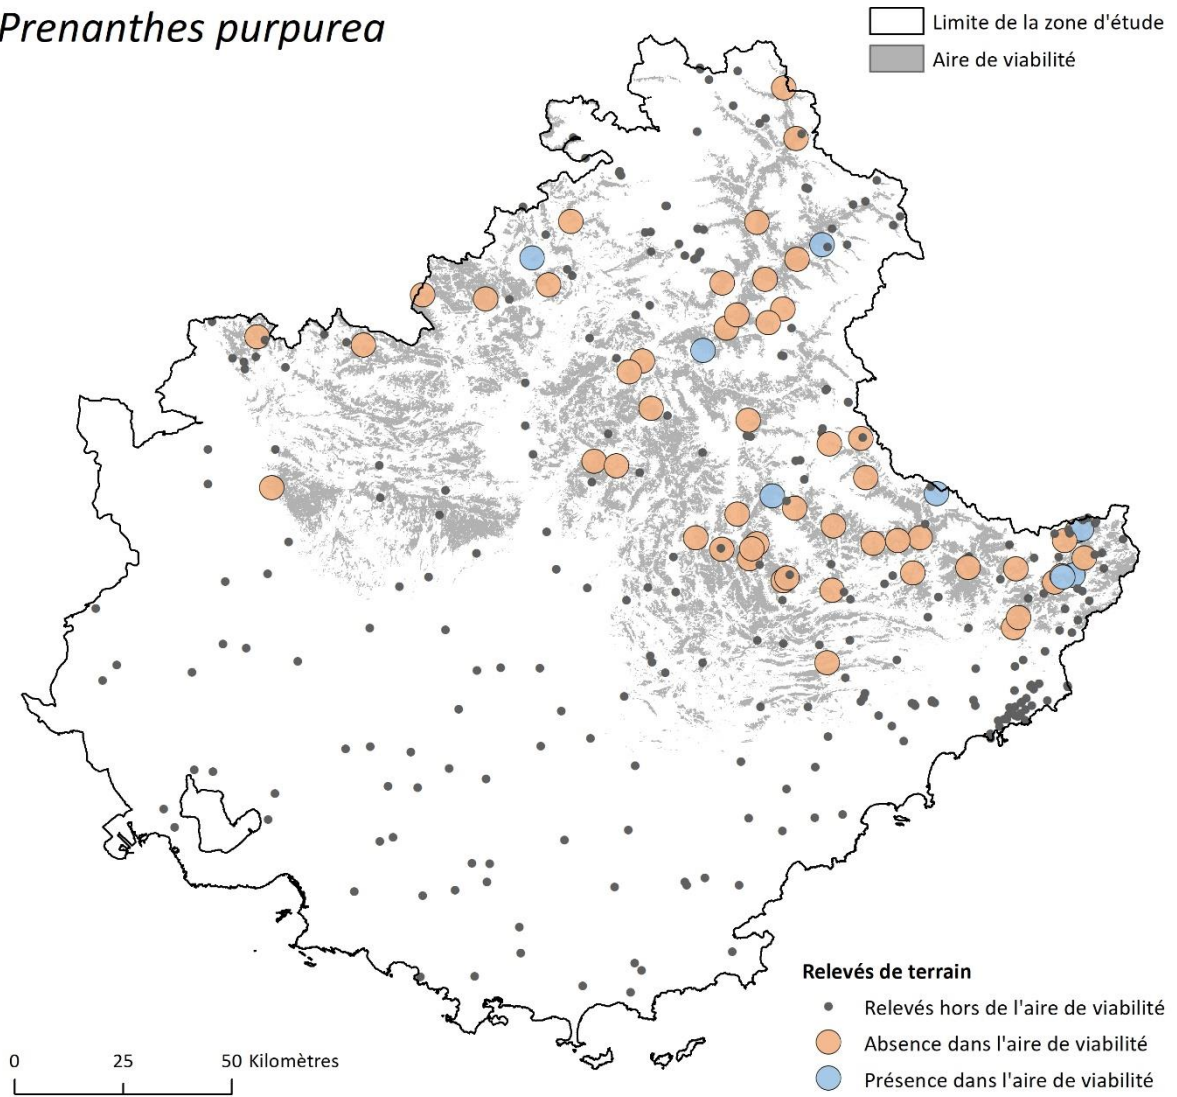 Prenanthes purpurea
Limite de la zone d'étude
Aire de viabilité
Relevés de terrain
Relevés hors de l'aire de viabilité
Absence dans l'aire de viabilité
Présence dans l'aire de viabilité
0 25 50 Kilomètres